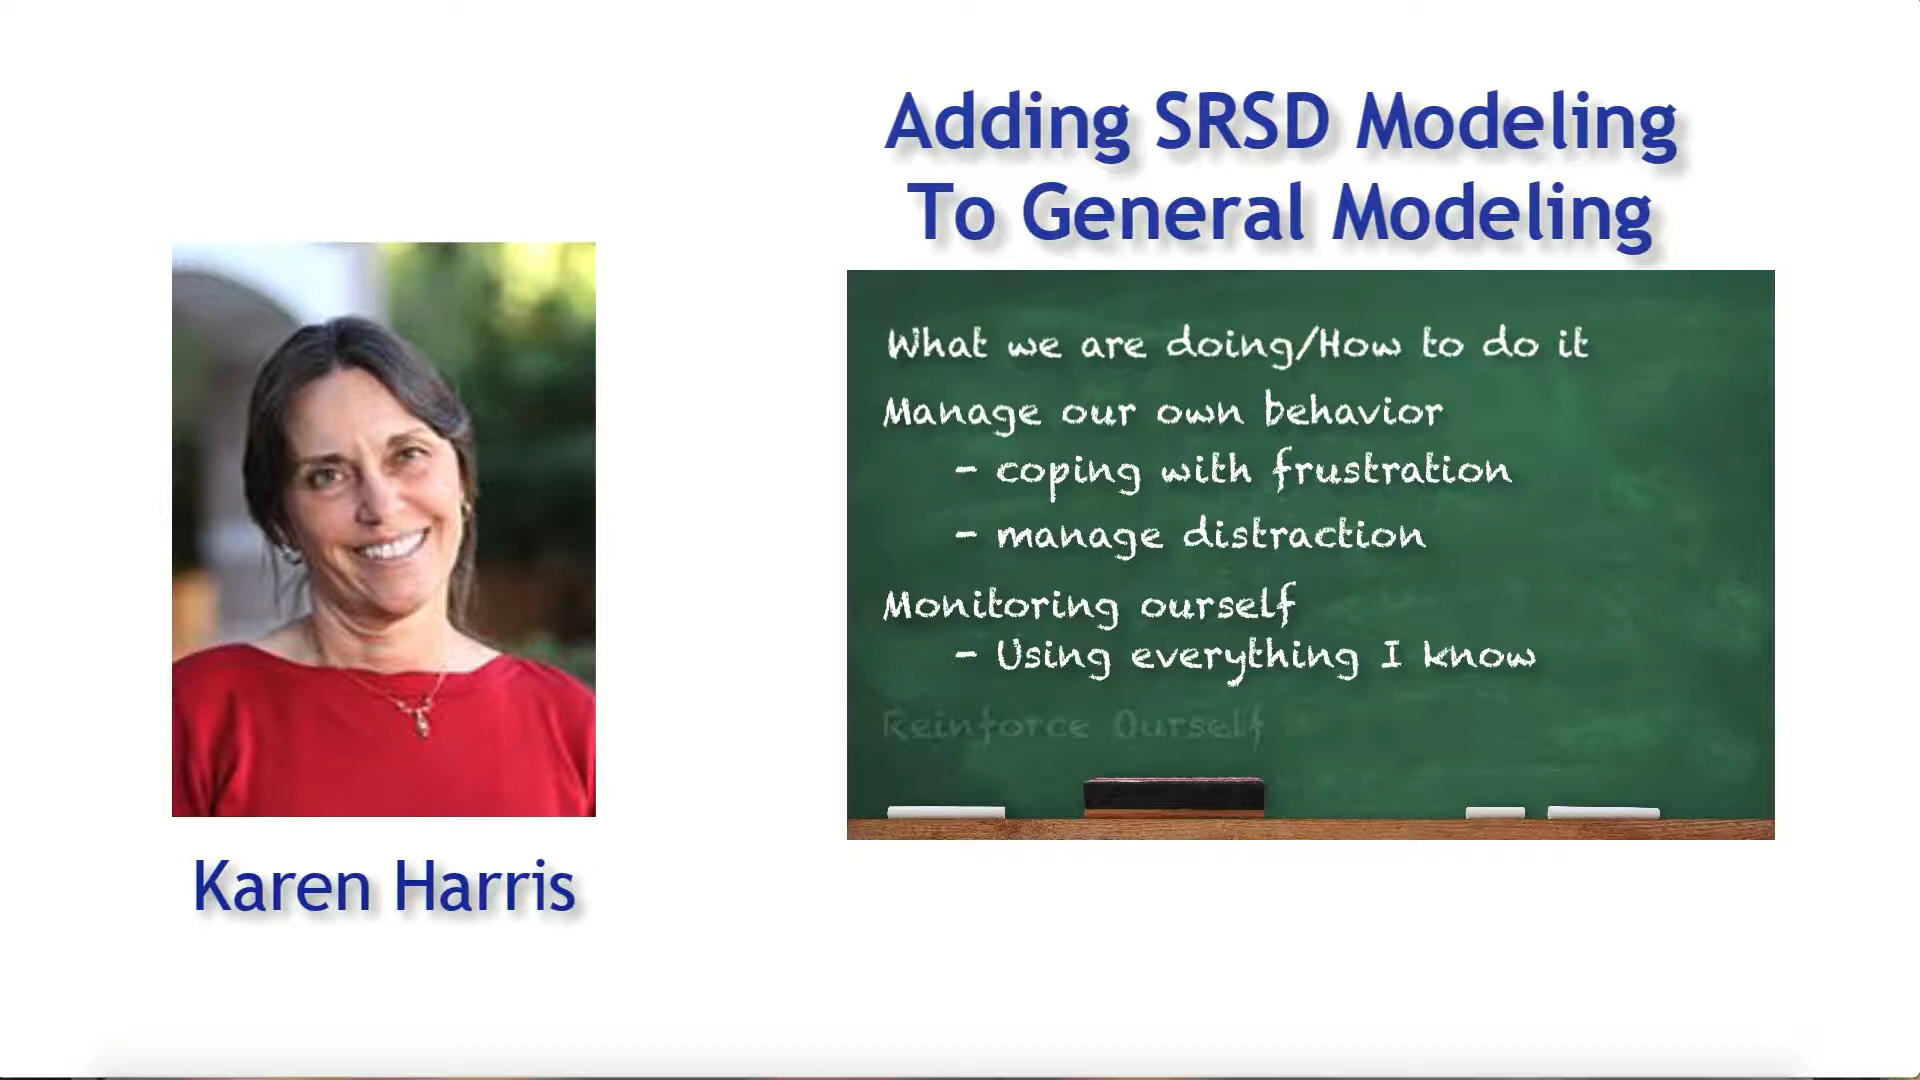 Adding SRSD Modeling
To General Modeling
What we are doing/How to do it
Manage our own behavior
- coping with frustration
- manage distraction
Monitoring ourself
- Using everything I know
Reinforce Ourself
Karen Harris